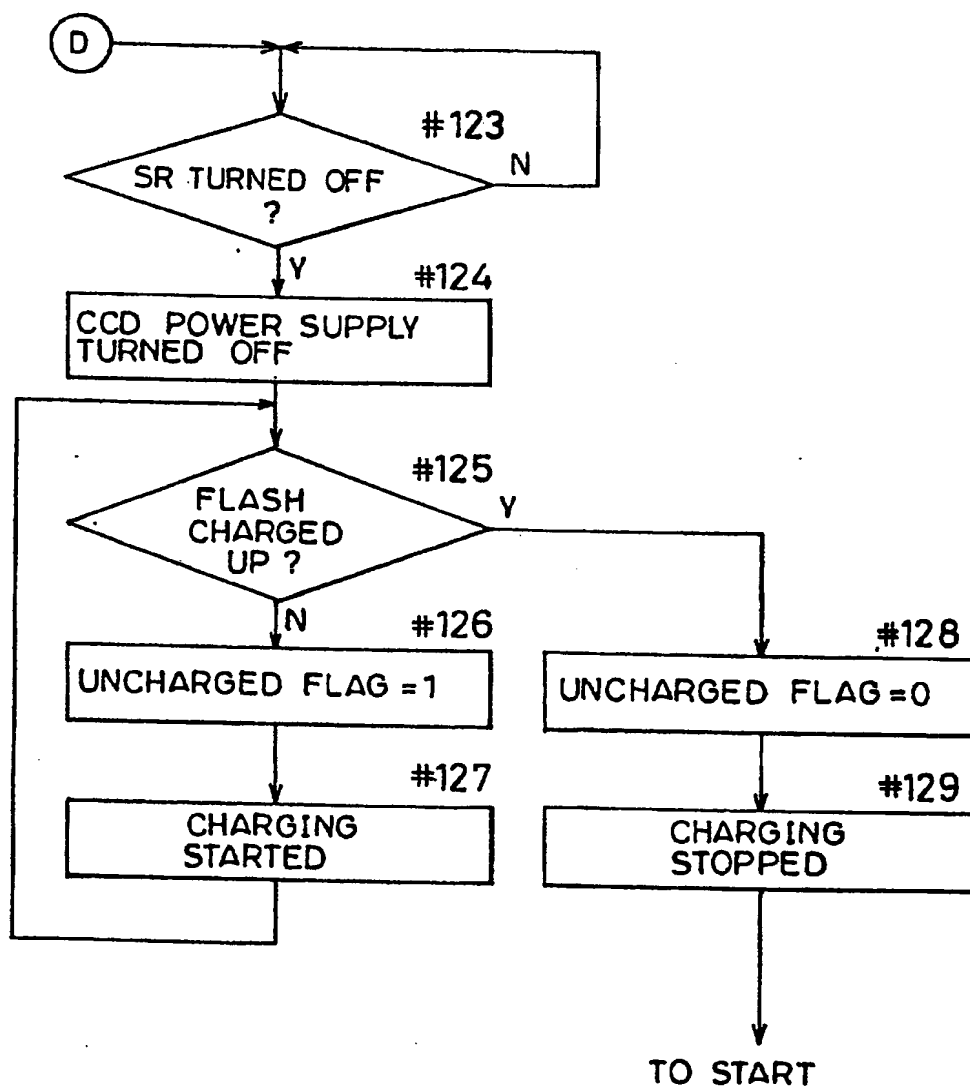 D
#123
SR TURNED OFF
?
N
Y
#124
CCD POWER SUPPLY
TURNED OFF
#125
FLASH
CHARGED
UP ?
Y
N
#126
UNCHARGED FLAG = 1
#127
CHARGING
STARTED
#128
UNCHARGED FLAG = 0
#129
CHARGING
STOPPED
TO START